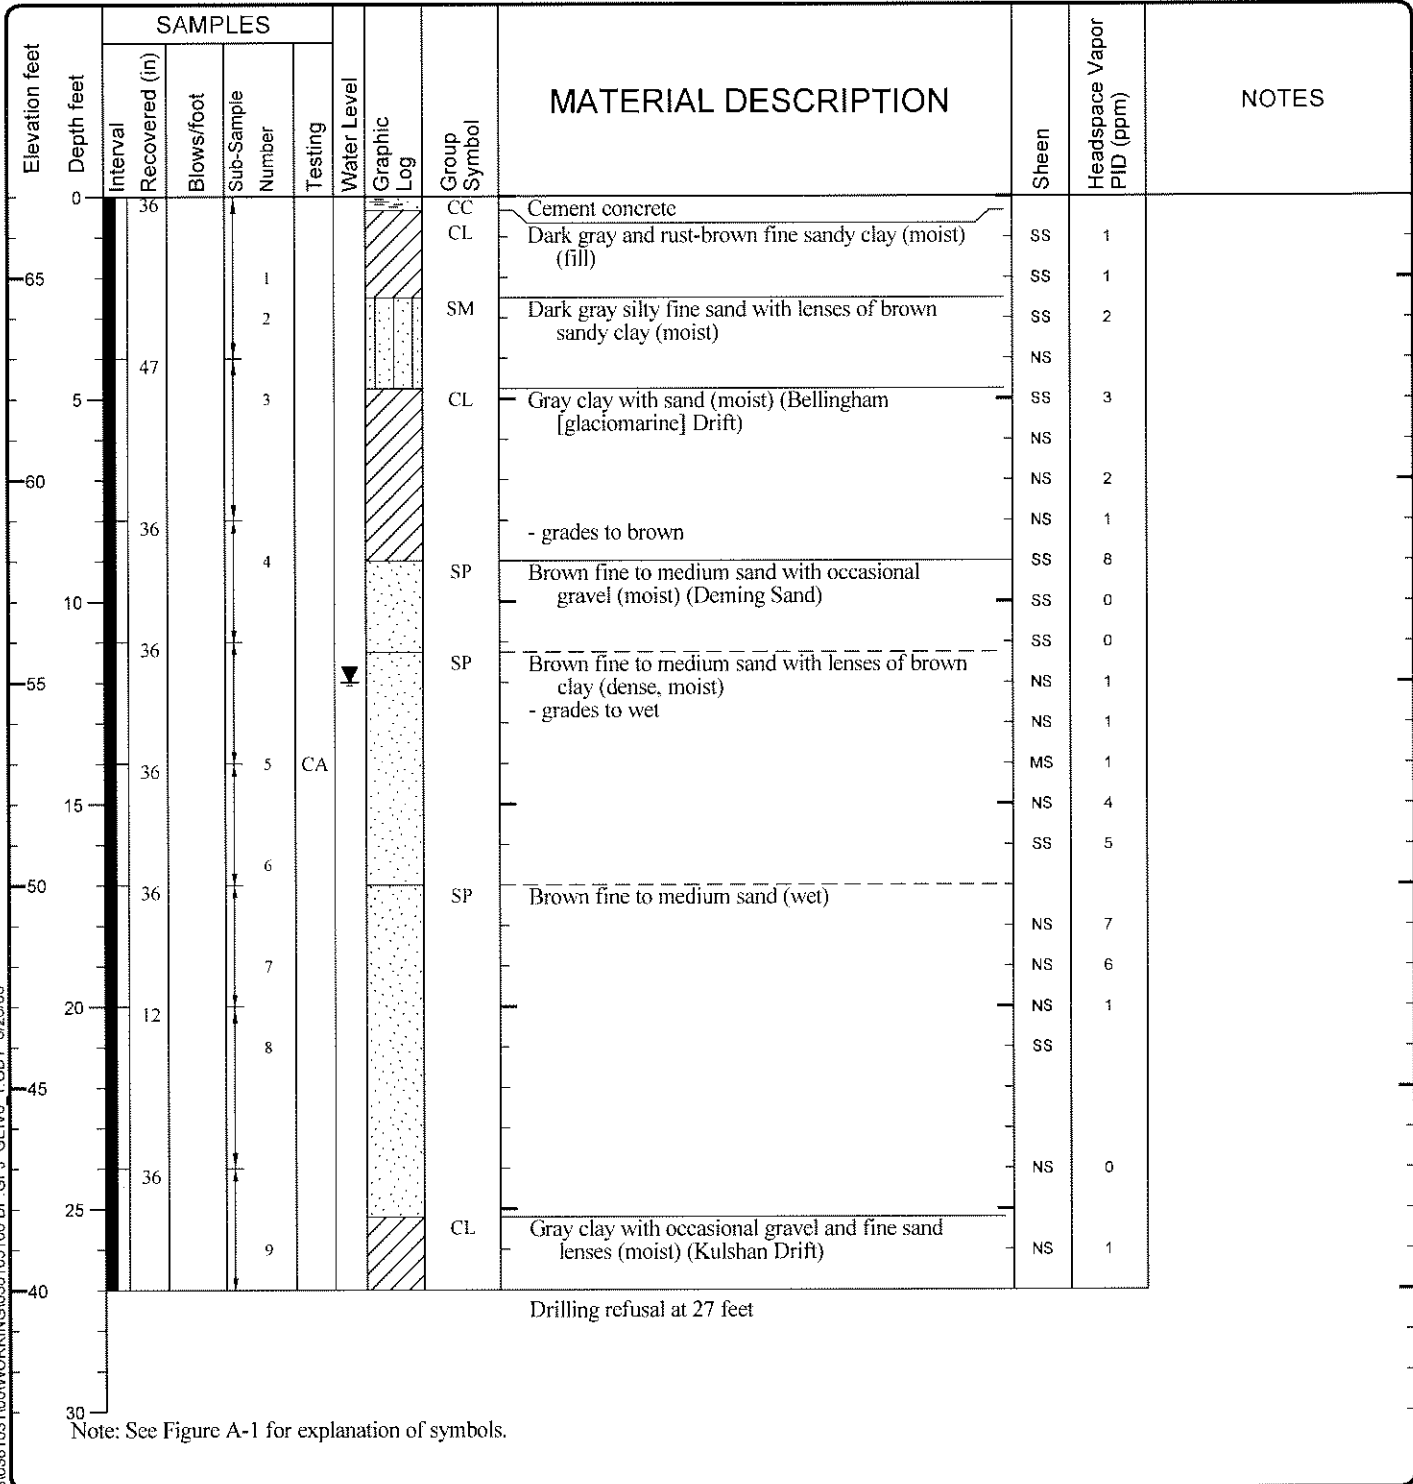 SAMPLES
Elevation feet
Depth feet
Interval
Recovered (in)
Blows/foot
Sub-Sample
Number
Testing
Water Level
Graphic
Log
Group
Symbol
MATERIAL DESCRIPTION
Sheen
Headspace Vapor
PID (ppm)
NOTES
0
36
CC Cement concrete
CL Dark gray and rust-brown fine sandy clay (moist) SS 1
(fill)
65 1 SS 1
SM Dark gray silty fine sand with lenses of brown
2 SS 2
sandy clay (moist)
NS
47
5 3 CL Gray clay with sand (moist) (Bellingham SS 3
[glaciomarine] Drift)
NS
60 NS 2
NS 1
36 - grades to brown
4 SS 8
SP Brown fine to medium sand with occasional
gravel (moist) (Deming Sand)
10 SS 0
SS 0
36
SP Brown fine to medium sand with lenses of brown
55 clay (dense, moist) NS 1
- grades to wet
NS 1
36 5 CA MS 1
15 NS 4
SS 5
6
50
36 SP Brown fine to medium sand (wet)
NS 7
7 NS 6
20 NS 1
12
8 SS
45
NS 0
36
25
CL Gray clay with occasional gravel and fine sand
lenses (moist) (Kulshan Drift)
9 NS 1
40
Drilling refusal at 27 feet
30
Note: See Figure A-1 for explanation of symbols.